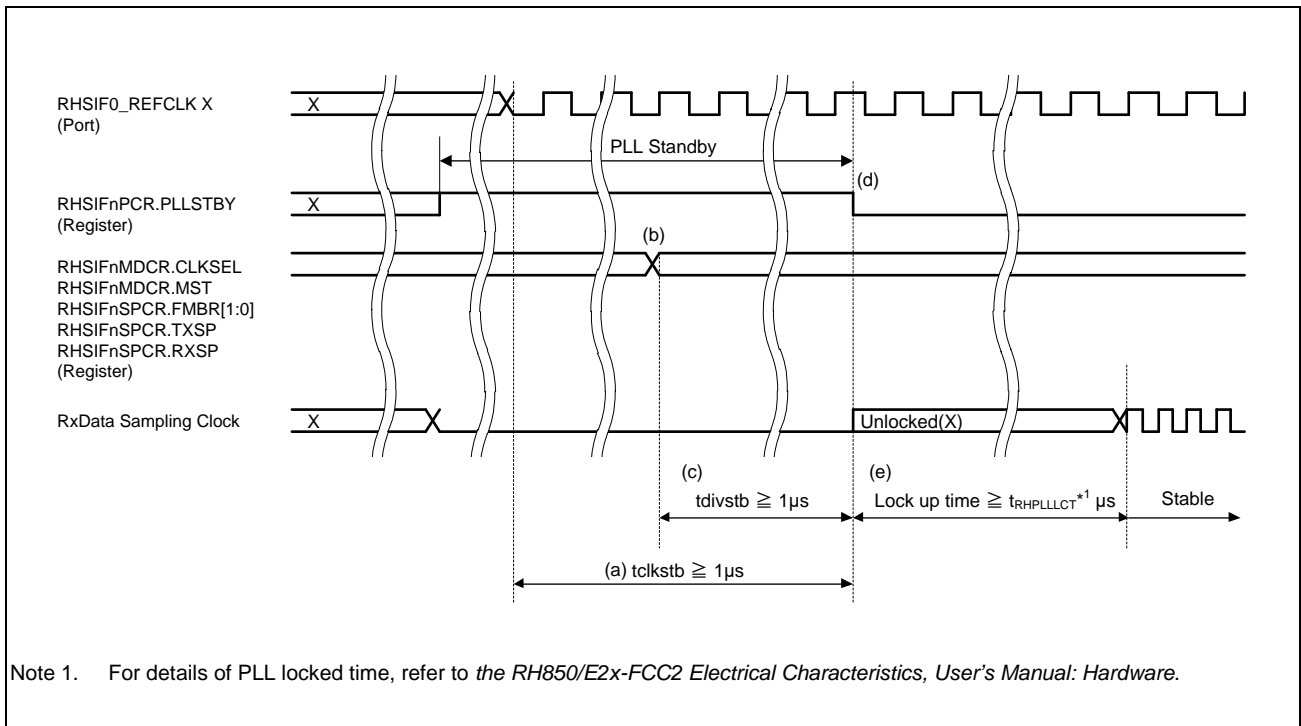 RHSIF0_REFCLK X
(Port)
X
PLL Standby
RHSIFnPCR.PLLSTBY
(Register)
X
(d)
(b)
RHSIFnMDCR.CLKSEL
RHSIFnMDCR.MST
RHSIFnSPCR.FMBR[1:0]
RHSIFnSPCR.TXSP
RHSIFnSPCR.RXSP
(Register)
RxData Sampling Clock
X
Unlocked(X)
(c)
tdivstb ≧ 1µs
(e)
Lock up time ≧ tRHPLLLCT*1 µs
Stable
(a) tclkstb ≧ 1µs
Note 1. For details of PLL locked time, refer to the RH850/E2x-FCC2 Electrical Characteristics, User's Manual: Hardware.